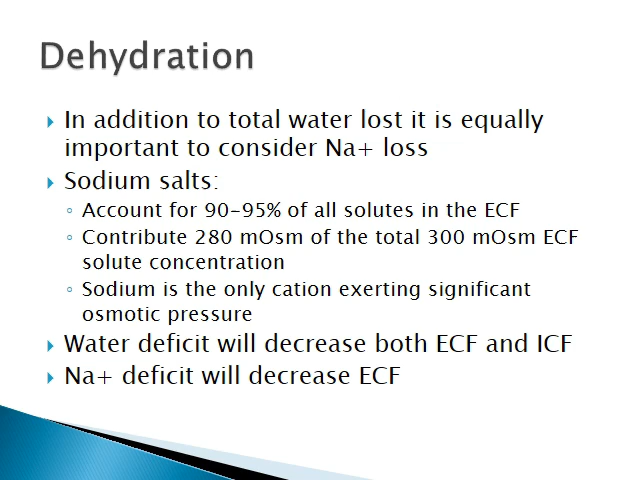 Dehydration
In addition to total water lost it is equally
important to consider Na+ loss
Sodium salts:
Account for 90-95% of all solutes in the ECF
Contribute 280 mOsm of the total 300 mOsm ECF
solute concentration
Sodium is the only cation exerting significant
osmotic pressure
Water deficit will decrease both ECF and ICF
Na+ deficit will decrease ECF